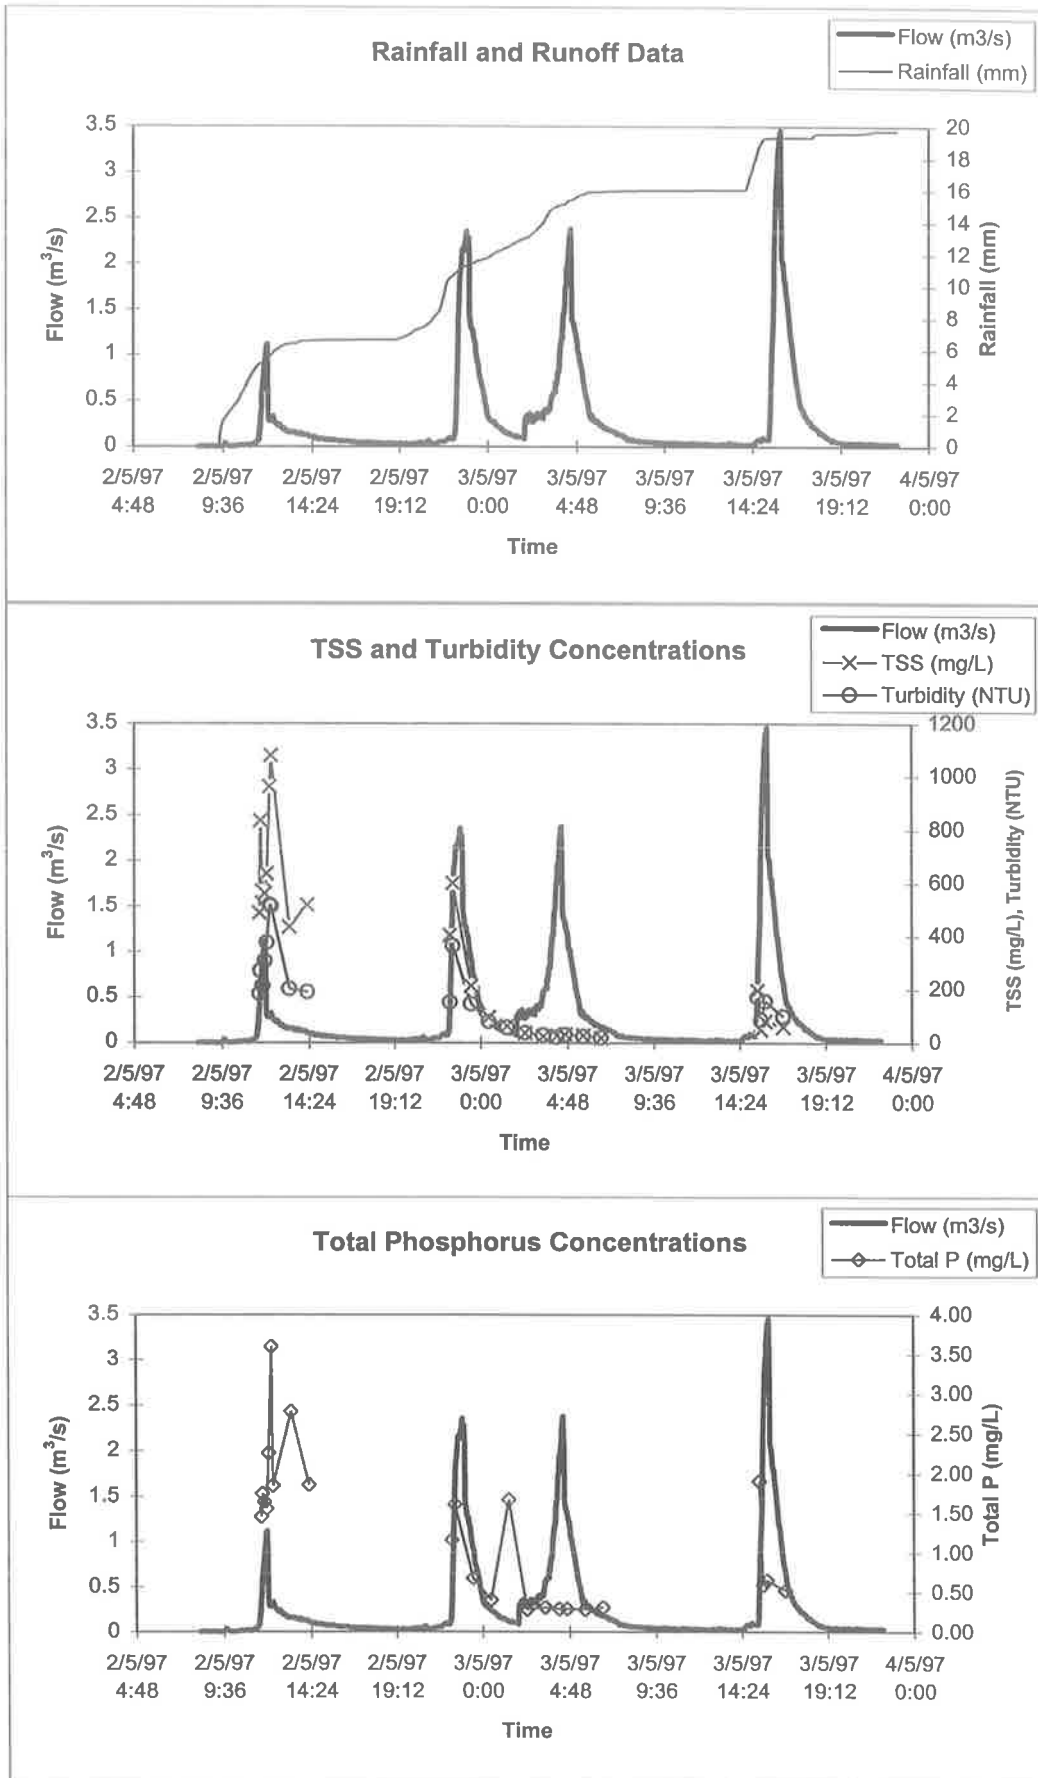 Rainfall and Runoff Data
Flow (m3/s)
Rainfall (mm)
3.5
3
2.5
2
1.5
1
0.5
0
Flow (m³/s)
20
18
16
14
12
10
8
6
4
2
0
Rainfall (mm)
2/5/97 2/5/97 2/5/97 2/5/97 3/5/97 3/5/97 3/5/97 3/5/97 3/5/97 4/5/97
4:48 9:36 14:24 19:12 0:00 4:48 9:36 14:24 19:12 0:00
Time
TSS and Turbidity Concentrations
Flow (m3/s)
TSS (mg/L)
Turbidity (NTU)
3.5
3
2.5
2
1.5
1
0.5
0
Flow (m³/s)
1200
1000
800
600
400
200
0
TSS (mg/L), Turbidity (NTU)
2/5/97 2/5/97 2/5/97 2/5/97 3/5/97 3/5/97 3/5/97 3/5/97 3/5/97 4/5/97
4:48 9:36 14:24 19:12 0:00 4:48 9:36 14:24 19:12 0:00
Time
Total Phosphorus Concentrations
Flow (m3/s)
Total P (mg/L)
3.5
3
2.5
2
1.5
1
0.5
0
Flow (m³/s)
4.00
3.50
3.00
2.50
2.00
1.50
1.00
0.50
0.00
Total P (mg/L)
2/5/97 2/5/97 2/5/97 2/5/97 3/5/97 3/5/97 3/5/97 3/5/97 3/5/97 4/5/97
4:48 9:36 14:24 19:12 0:00 4:48 9:36 14:24 19:12 0:00
Time